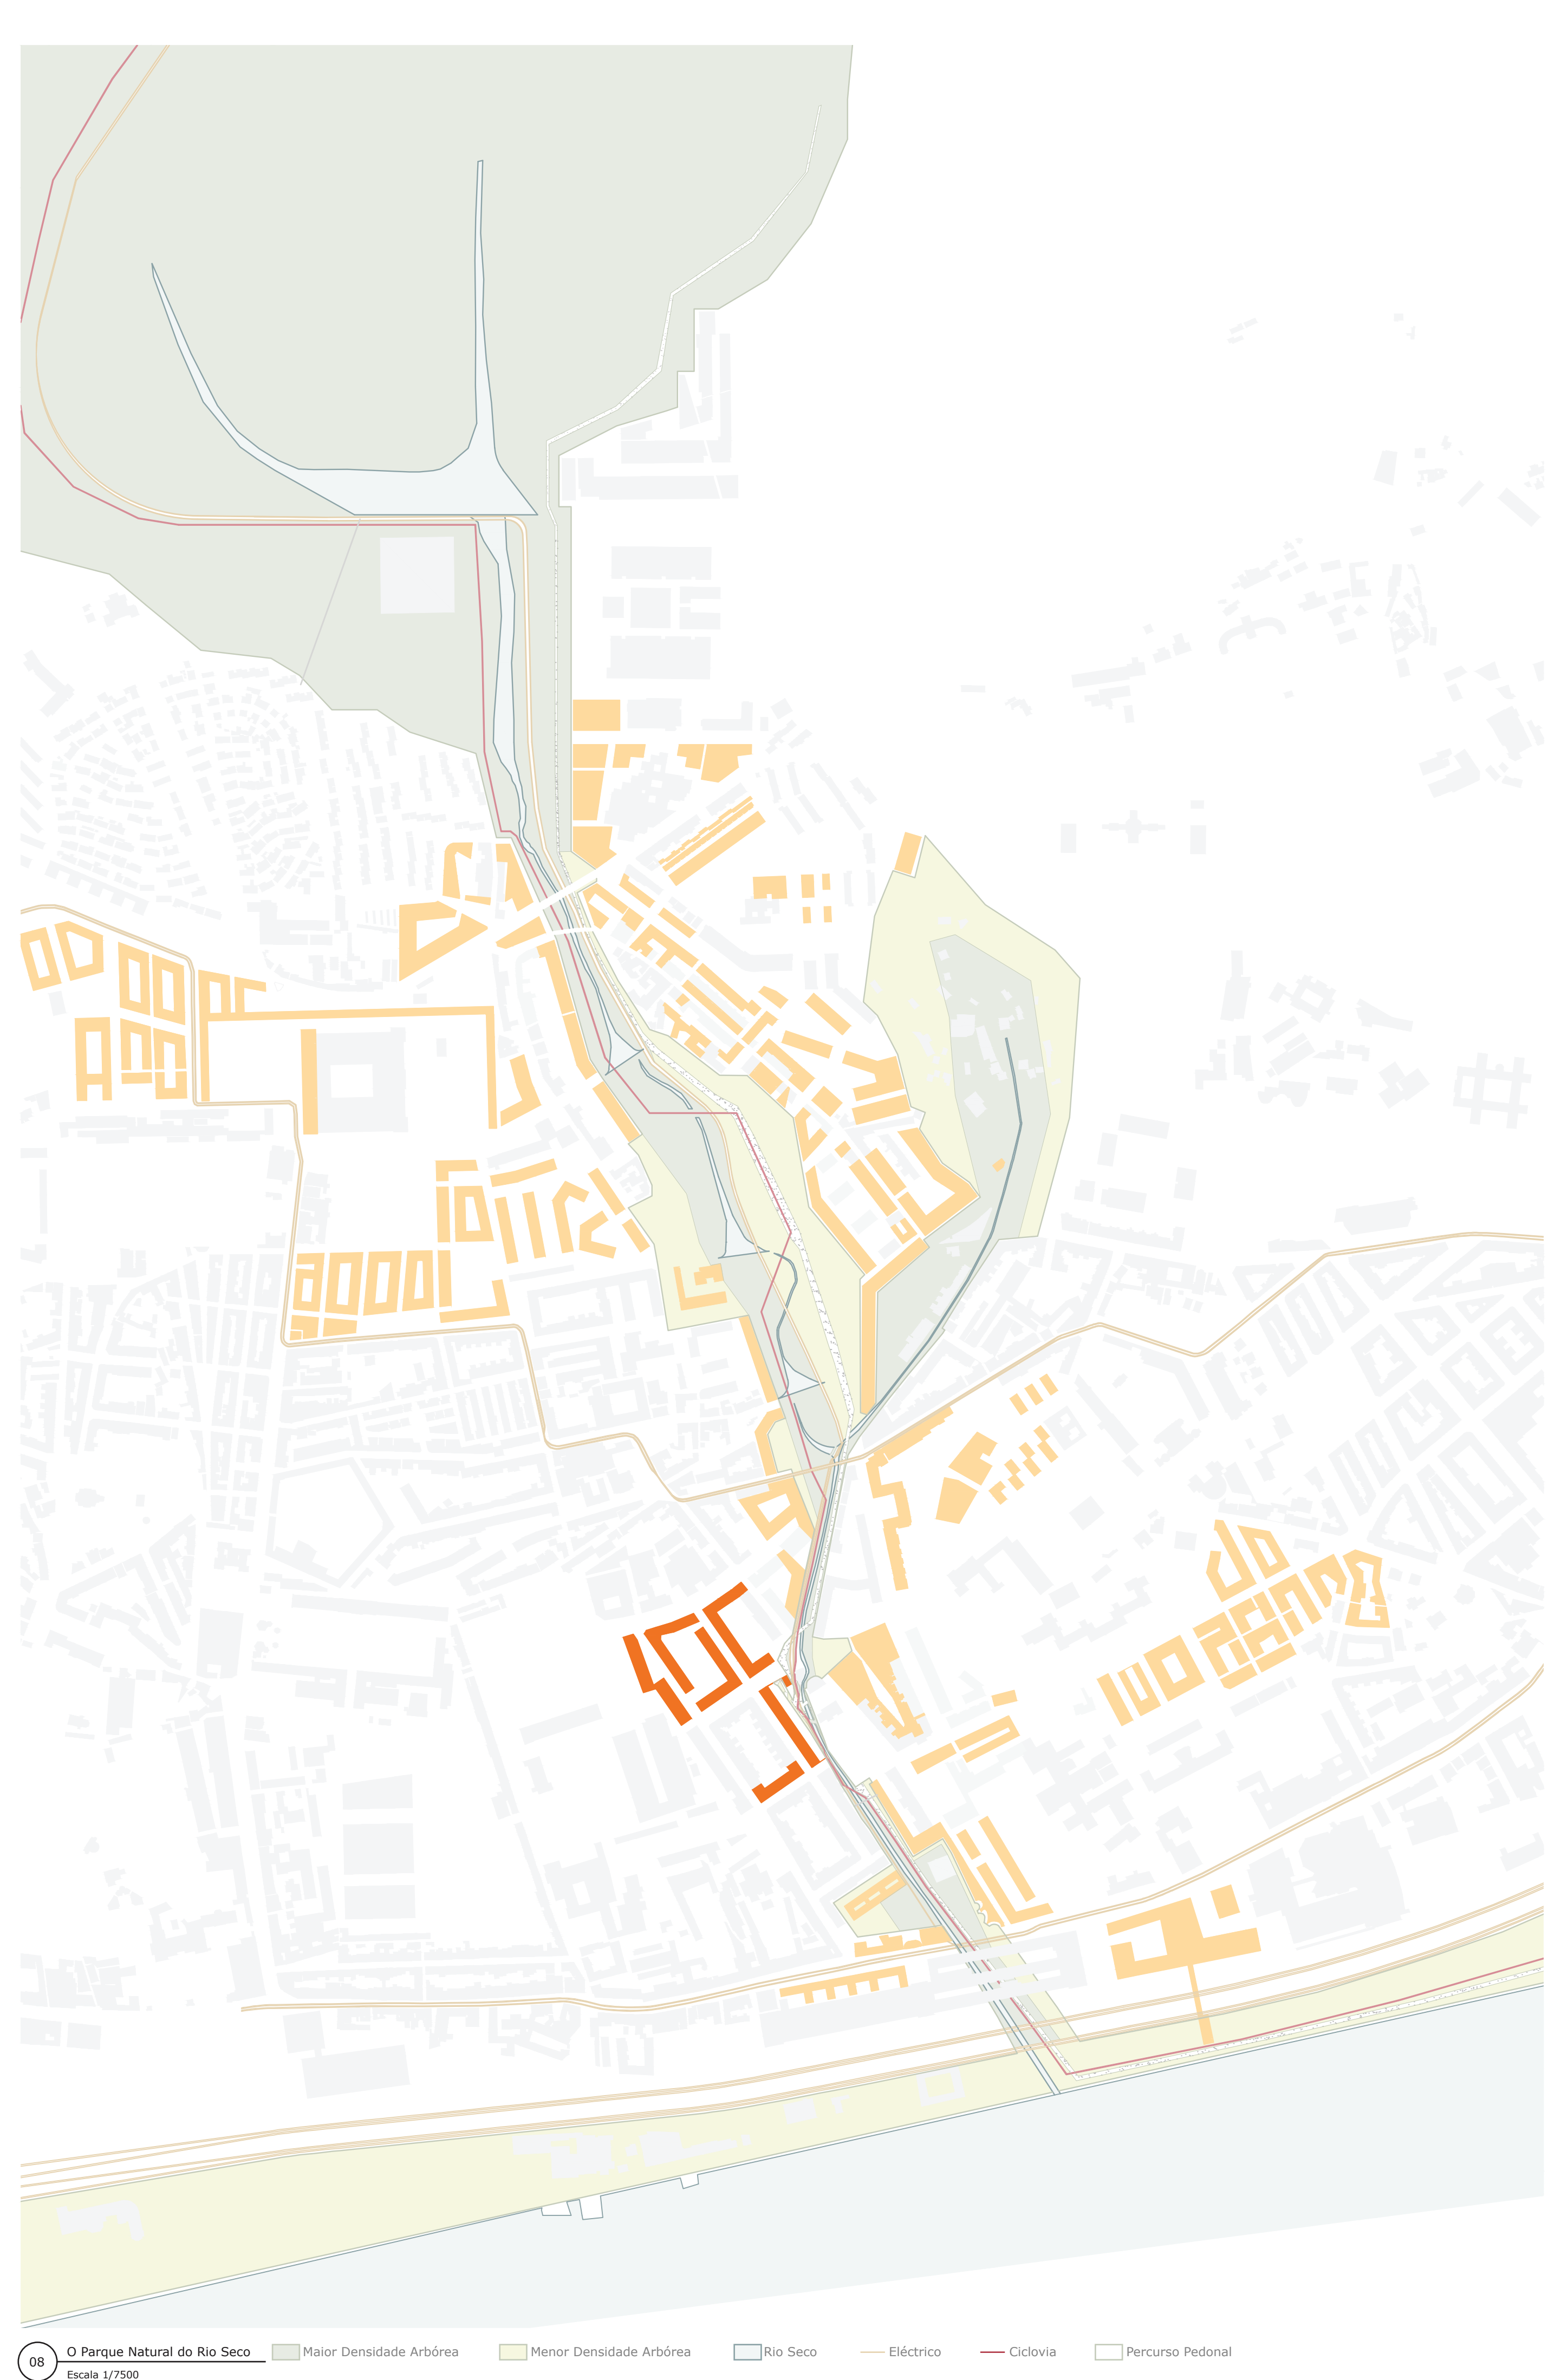 08
O Parque Natural do Rio Seco
Escala 1/7500
Maior Densidade Arbórea
Menor Densidade Arbórea
Rio Seco
Eléctrico
Ciclovia
Percurso Pedonal